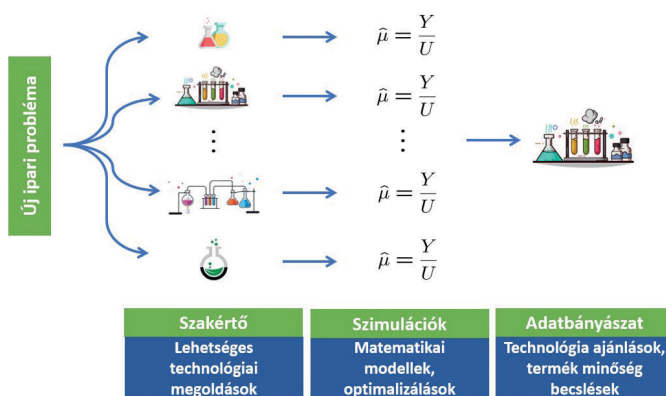 Új ipari probléma
μ̂ = Y/U
μ̂ = Y/U
μ̂ = Y/U
μ̂ = Y/U
Szakértő
Lehetséges
technológiai
megoldások
Szimulációk
Matematikai
modellek,
optimalizálások
Adatbányászat
Technológia ajánlások,
termék minőség
becslések